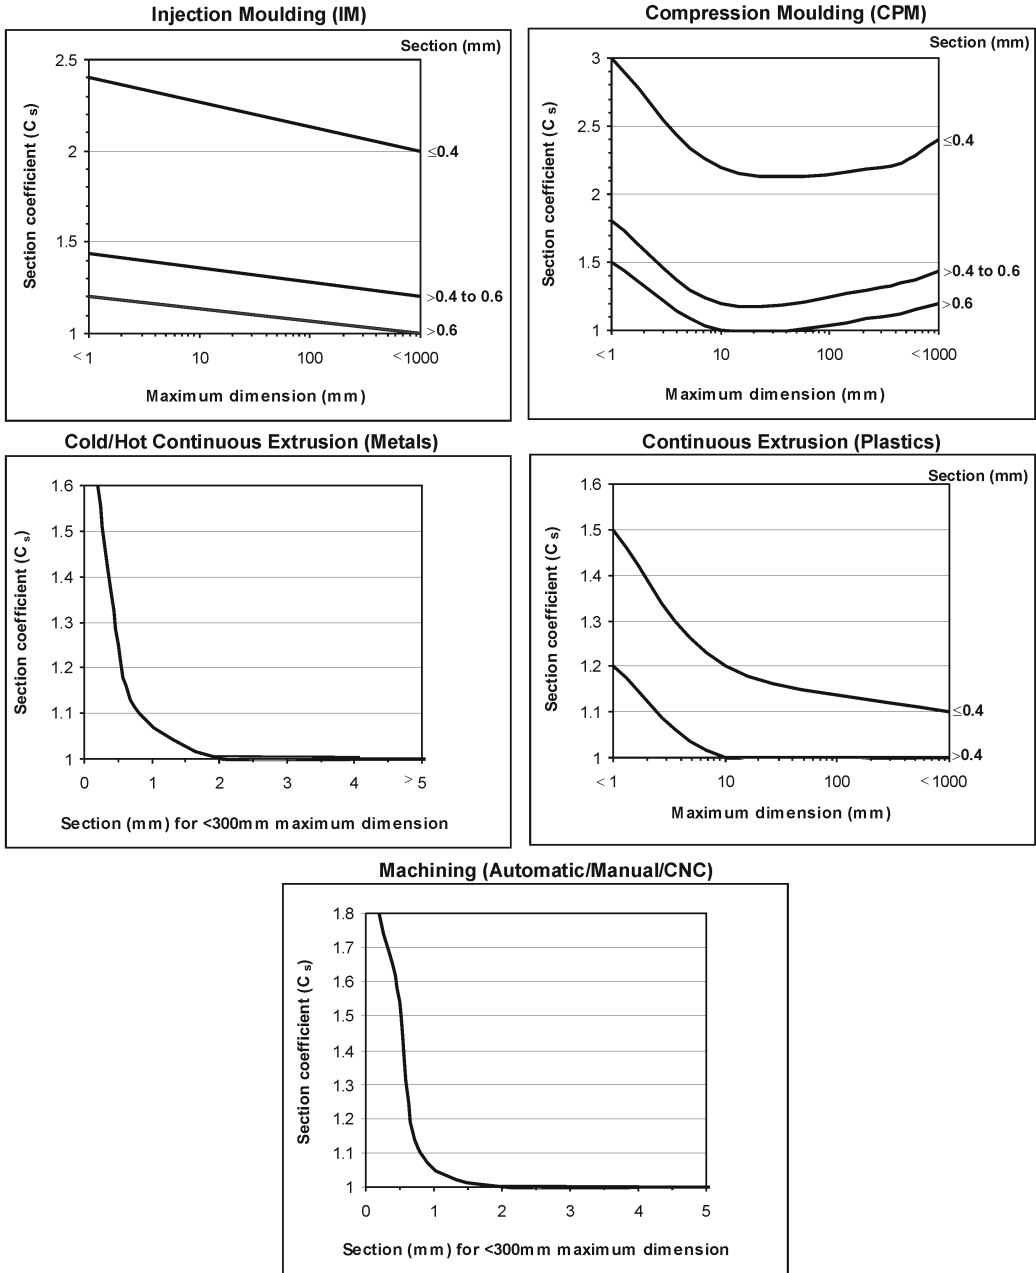 Injection Moulding (IM)
Section (mm)
Section coefficient (C s)
2.5
2
1.5
1
≤0.4
>0.4 to 0.6
>0.6
<1 10 100 <1000
Maximum dimension (mm)
Compression Moulding (CPM)
Section (mm)
Section coefficient (C s)
3
2.5
2
1.5
1
≤0.4
>0.4 to 0.6
>0.6
<1 10 100 <1000
Maximum dimension (mm)
Cold/Hot Continuous Extrusion (Metals)
Section coefficient (C s)
1.6
1.5
1.4
1.3
1.2
1.1
1
0 1 2 3 4 >5
Section (mm) for <300mm maximum dimension
Continuous Extrusion (Plastics)
Section (mm)
Section coefficient (C s)
1.6
1.5
1.4
1.3
1.2
1.1
1
≤0.4
>0.4
<1 10 100 <1000
Maximum dimension (mm)
Machining (Automatic/Manual/CNC)
Section coefficient (C s)
1.8
1.7
1.6
1.5
1.4
1.3
1.2
1.1
1
0 1 2 3 4 5
Section (mm) for <300mm maximum dimension